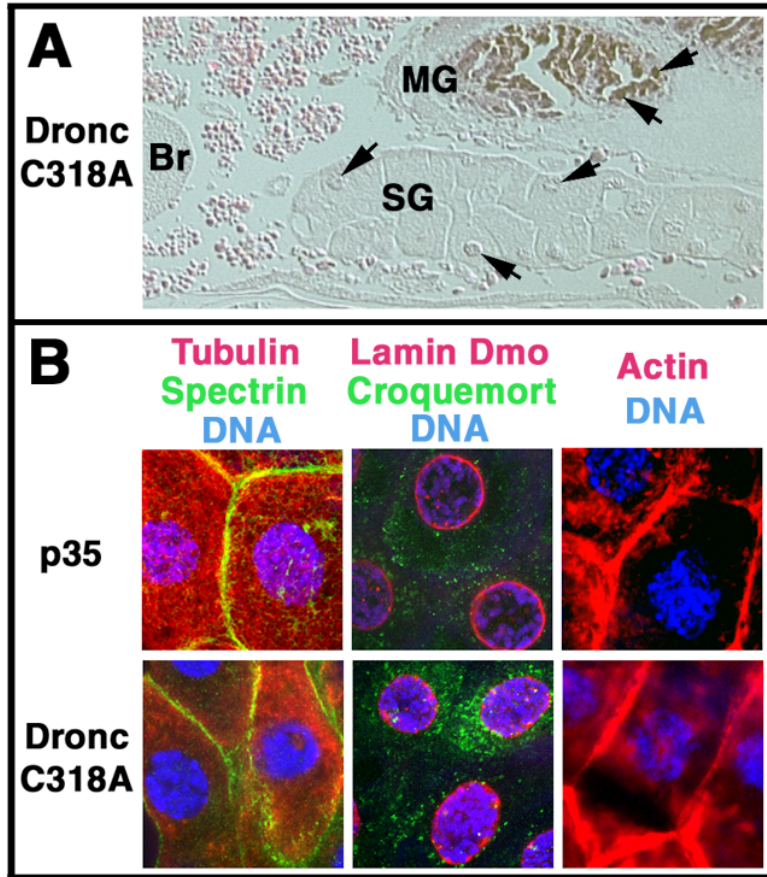 A
Dronc
C318A
MG
Br
SG
B
Tubulin
Spectrin
DNA
Lamin Dmo
Croquemort
DNA
Actin
DNA
p35
Dronc
C318A